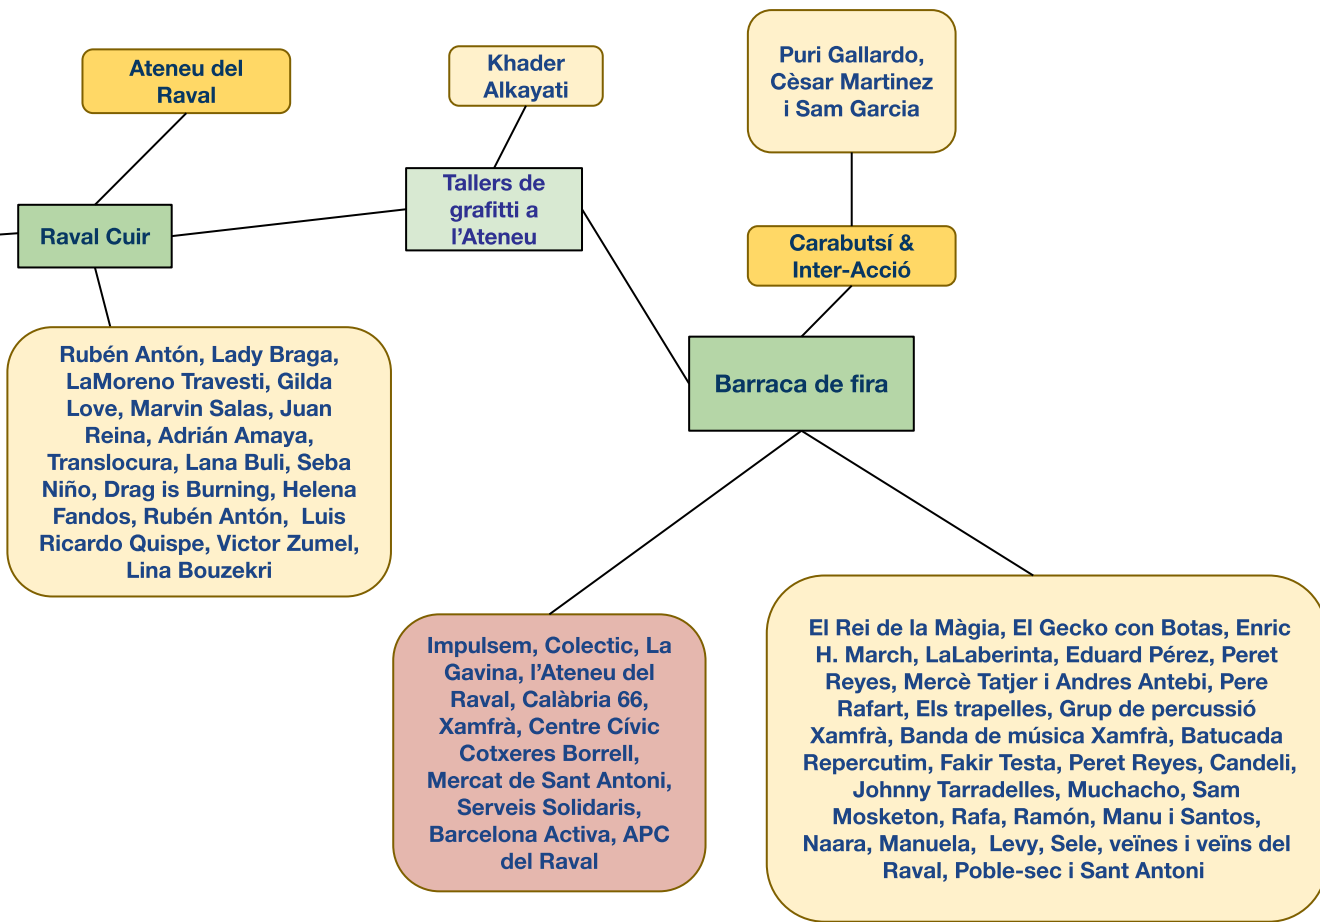 Ateneu del
Raval
Khader
Alkayati
Puri Gallardo,
Cèsar Martinez
i Sam Garcia
Raval Cuir
Tallers de
grafitti a
l’Ateneu
Carabutsí &
Inter-Acció
Barraca de fira
Rubén Antón, Lady Braga,
LaMoreno Travesti, Gilda
Love, Marvin Salas, Juan
Reina, Adrián Amaya,
Translocura, Lana Buli, Seba
Niño, Drag is Burning, Helena
Fandos, Rubén Antón,  Luis
Ricardo Quispe, Victor Zumel,
Lina Bouzekri
Impulsem, Colectic, La
Gavina, l’Ateneu del
Raval, Calàbria 66,
Xamfrà, Centre Cívic
Cotxeres Borrell,
Mercat de Sant Antoni,
Serveis Solidaris,
Barcelona Activa, APC
del Raval
El Rei de la Màgia, El Gecko con Botas, Enric
H. March, LaLaberinta, Eduard Pérez, Peret
Reyes, Mercè Tatjer i Andres Antebi, Pere
Rafart, Els trapelles, Grup de percussió
Xamfrà, Banda de música Xamfrà, Batucada
Repercutim, Fakir Testa, Peret Reyes, Candeli,
Johnny Tarradelles, Muchacho, Sam
Mosketon, Rafa, Ramón, Manu i Santos,
Naara, Manuela,  Levy, Sele, veïnes i veïns del
Raval, Poble-sec i Sant Antoni